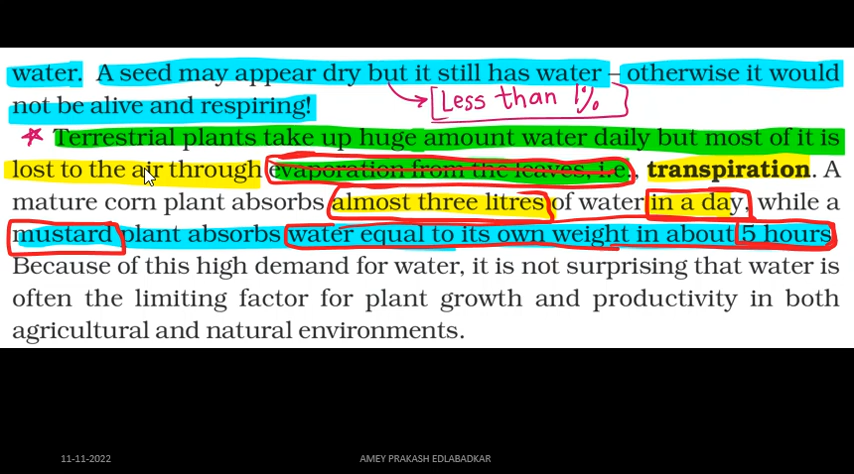 water. A seed may appear dry but it still has water – otherwise it would
not be alive and respiring!
Less than 1%
Terrestrial plants take up huge amount water daily but most of it is
lost to the air through evaporation from the leaves, i.e., transpiration. A
mature corn plant absorbs almost three litres of water in a day, while a
mustard plant absorbs water equal to its own weight in about 5 hours.
Because of this high demand for water, it is not surprising that water is
often the limiting factor for plant growth and productivity in both
agricultural and natural environments.
11-11-2022
AMEY PRAKASH EDLABADKAR